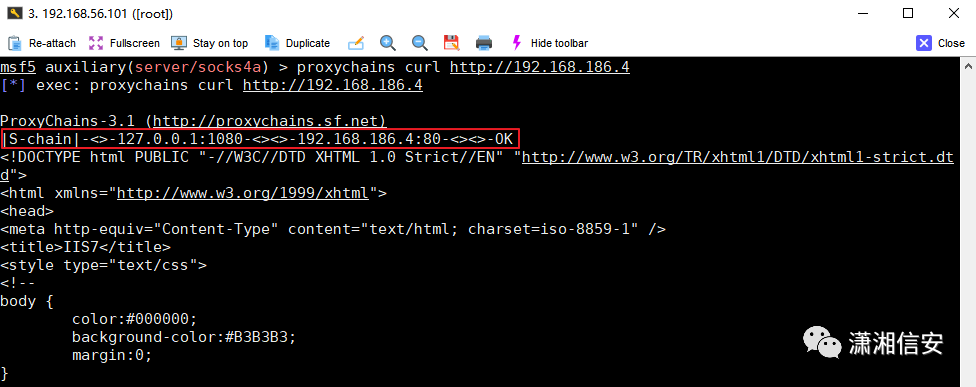 3. 192.168.56.101 ([root])
Re-attach Fullscreen Stay on top Duplicate Hide toolbar Close
msf5 auxiliary(server/socks4a) > proxychains curl http://192.168.186.4
[*] exec: proxychains curl http://192.168.186.4
ProxyChains-3.1 (http://proxychains.sf.net)
|S-chain|-<>-127.0.0.1:1080-<><>-192.168.186.4:80-<><>-OK
<!DOCTYPE html PUBLIC "-//W3C//DTD XHTML 1.0 Strict//EN" "http://www.w3.org/TR/xhtml1/DTD/xhtml1-strict.dt
d">
<html xmlns="http://www.w3.org/1999/xhtml">
<head>
<meta http-equiv="Content-Type" content="text/html; charset=iso-8859-1" />
<title>IIS7</title>
<style type="text/css">
<!--
body {
        color:#000000;
        background-color:#B3B3B3;
        margin:0;
}
潇湘信安